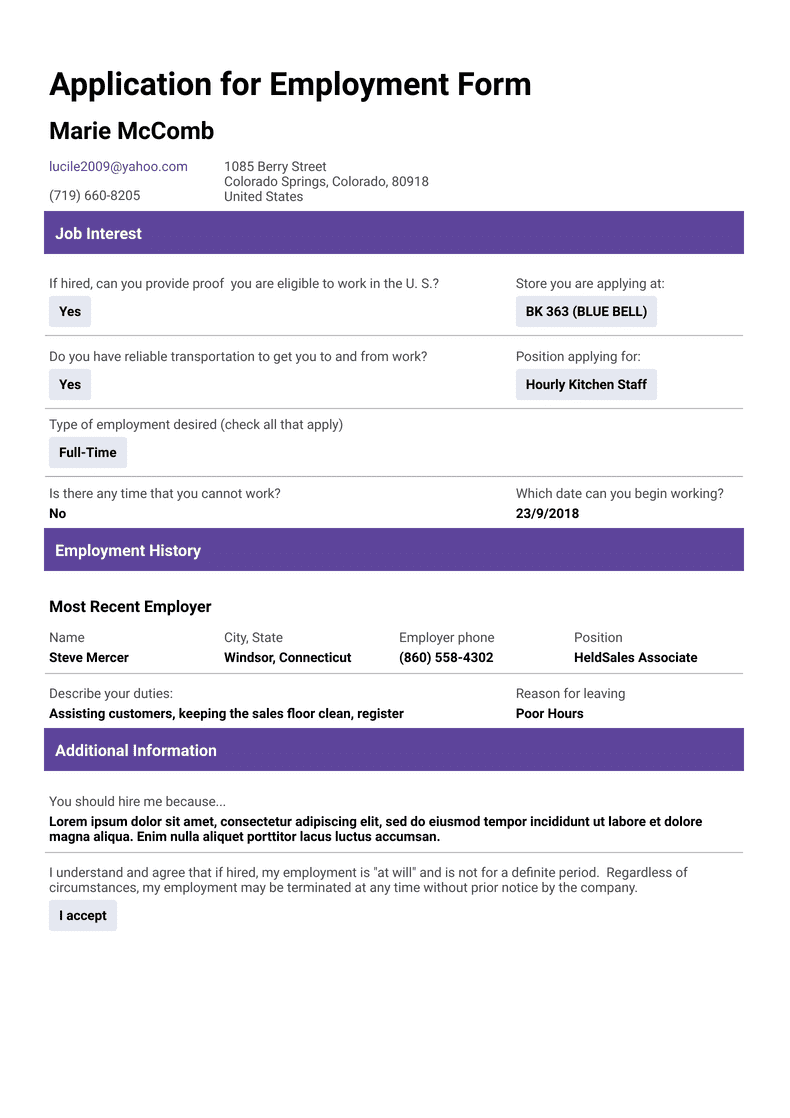 Application for Employment Form
Marie McComb
lucile2009@yahoo.com
(719) 660-8205
1085 Berry Street
Colorado Springs, Colorado, 80918
United States
Job Interest
If hired, can you provide proof  you are eligible to work in the U. S.?
Yes
Store you are applying at:
BK 363 (BLUE BELL)
Do you have reliable transportation to get you to and from work?
Yes
Position applying for:
Hourly Kitchen Staff
Type of employment desired (check all that apply)
Full-Time
Is there any time that you cannot work?
No
Which date can you begin working?
23/9/2018
Employment History
Most Recent Employer
Name
Steve Mercer
City, State
Windsor, Connecticut
Employer phone
(860) 558-4302
Position
HeldSales Associate
Describe your duties:
Assisting customers, keeping the sales floor clean, register
Reason for leaving
Poor Hours
Additional Information
You should hire me because...
Lorem ipsum dolor sit amet, consectetur adipiscing elit, sed do eiusmod tempor incididunt ut labore et dolore
magna aliqua. Enim nulla aliquet porttitor lacus luctus accumsan.
I understand and agree that if hired, my employment is "at will" and is not for a definite period.  Regardless of
circumstances, my employment may be terminated at any time without prior notice by the company.
I accept